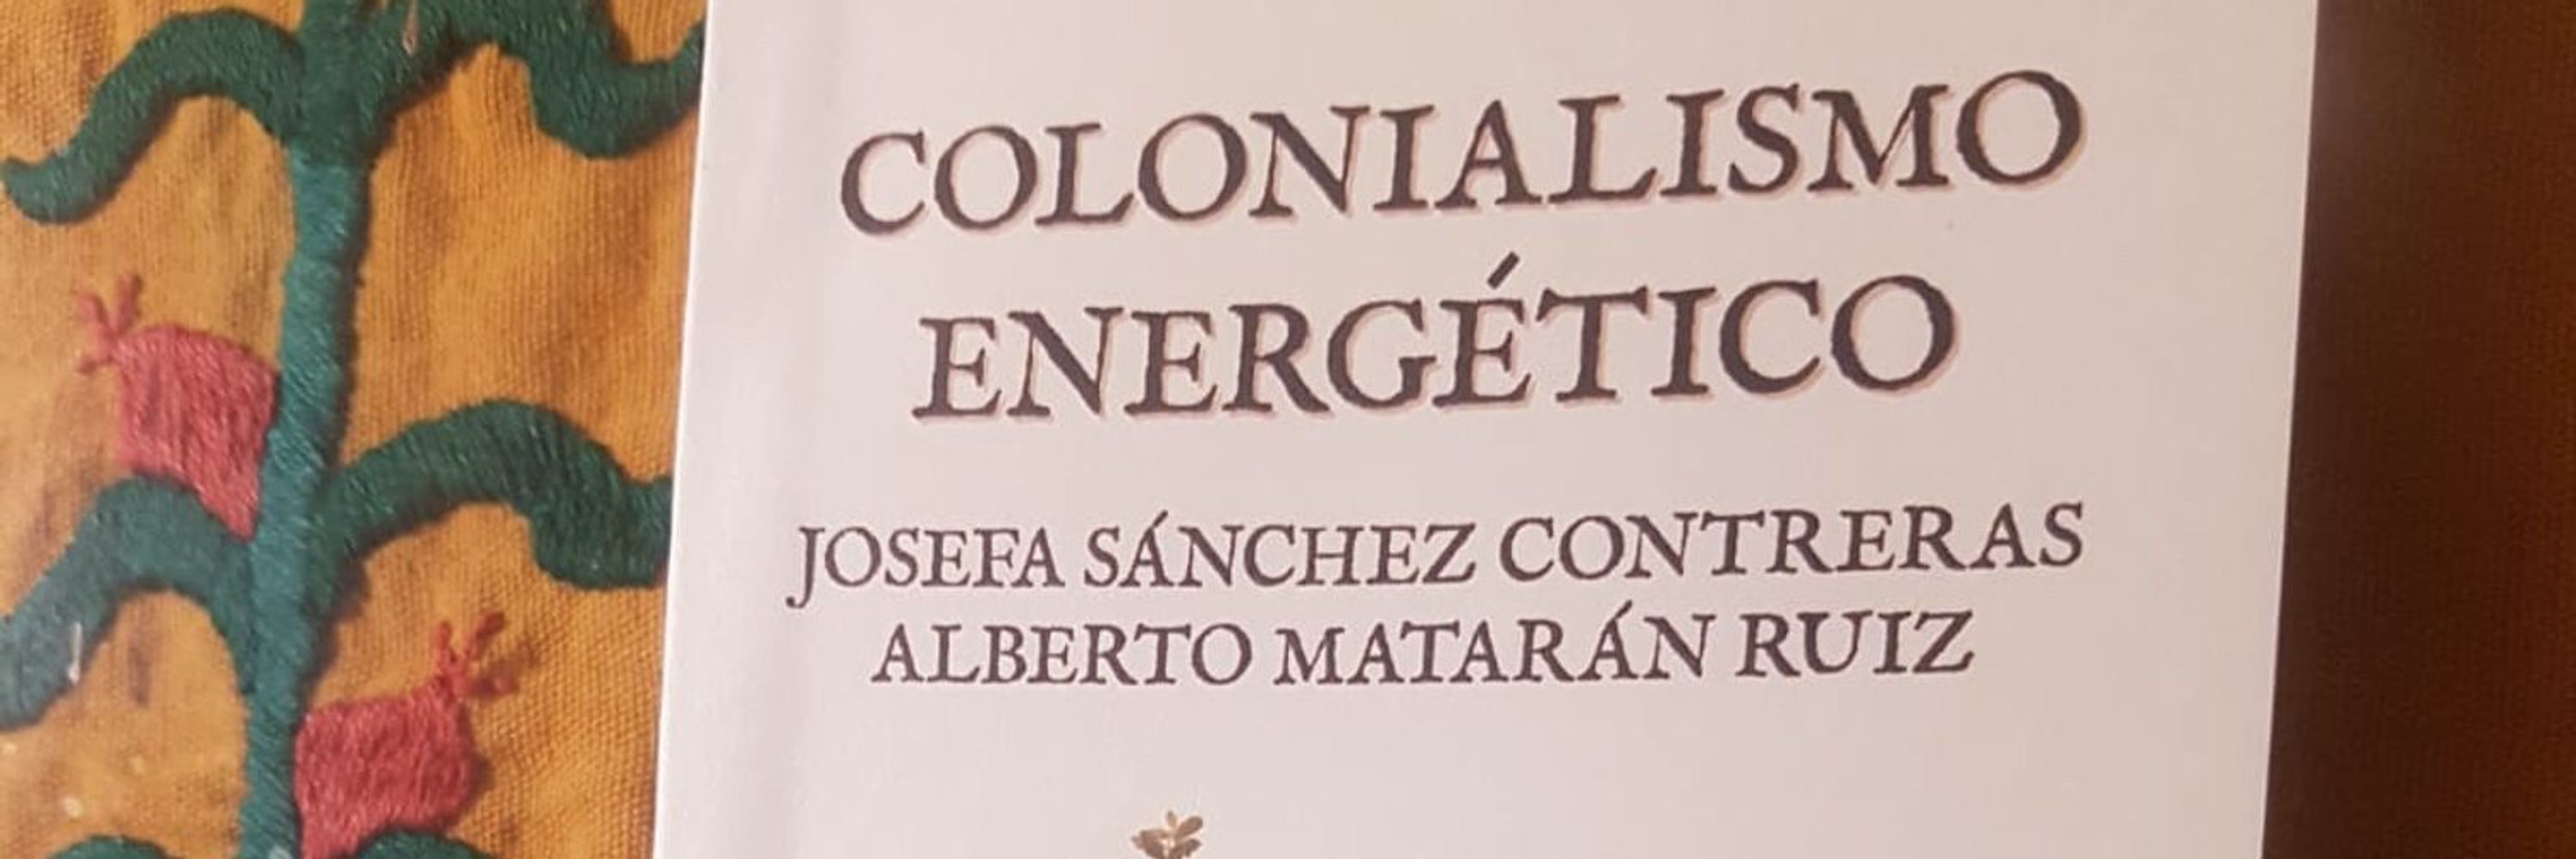 COLONIALISMO
ENERGÉTICO
JOSEFA SÁNCHEZ CONTRERAS
ALBERTO MATARÁN RUIZ